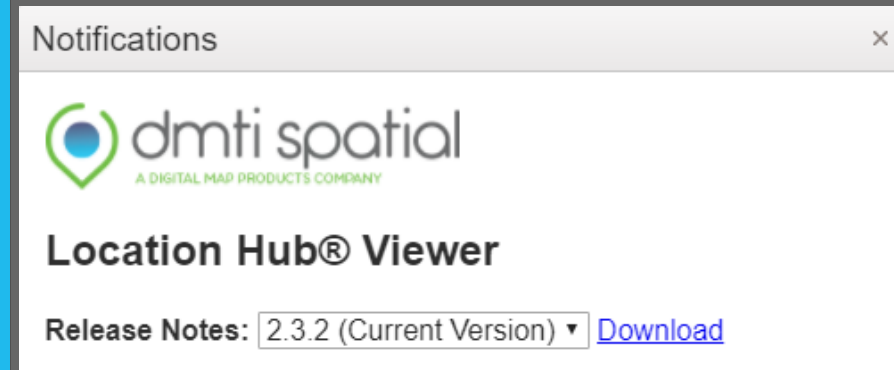 Notifications ×
dmti spatial
A DIGITAL MAP PRODUCTS COMPANY
Location Hub® Viewer
Release Notes: 2.3.2 (Current Version) ▾ Download